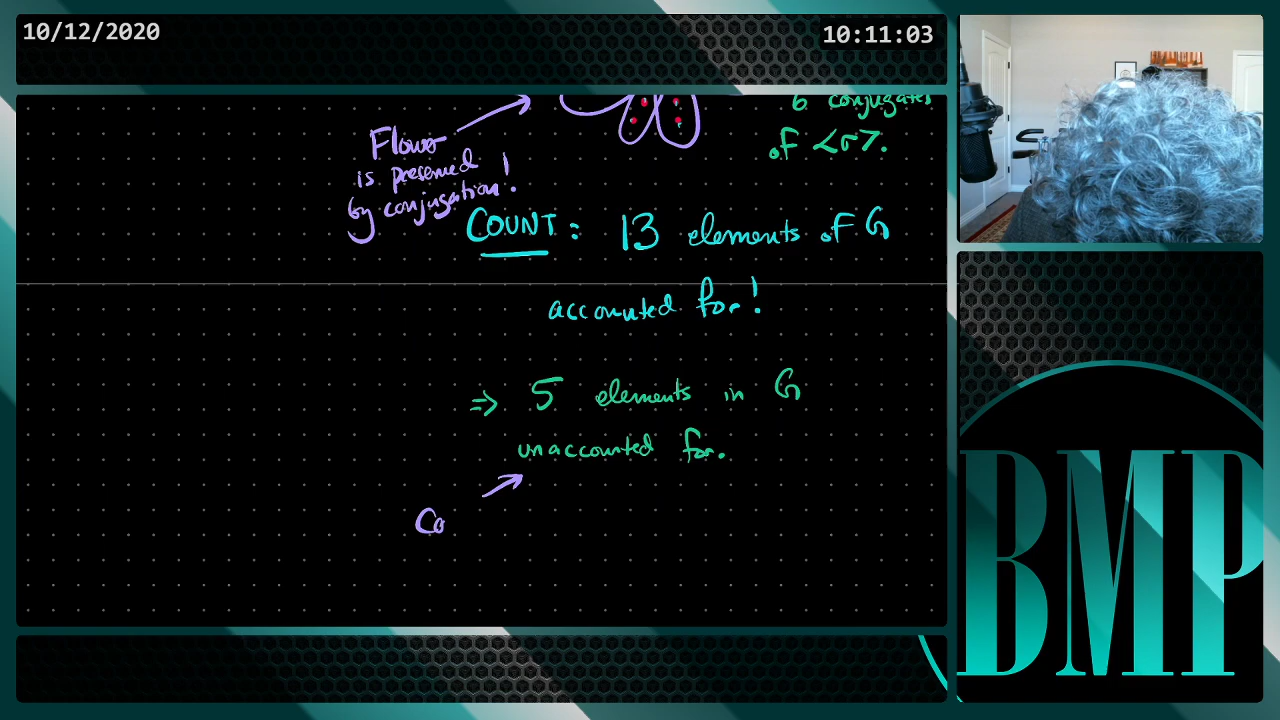 10/12/2020
10:11:03
6 conjugates
of <r>.
Flower
is preserved
by conjugation!
COUNT: 13 elements of G
accounted for!
⇒ 5 elements in G
unaccounted for.
Co
BMP